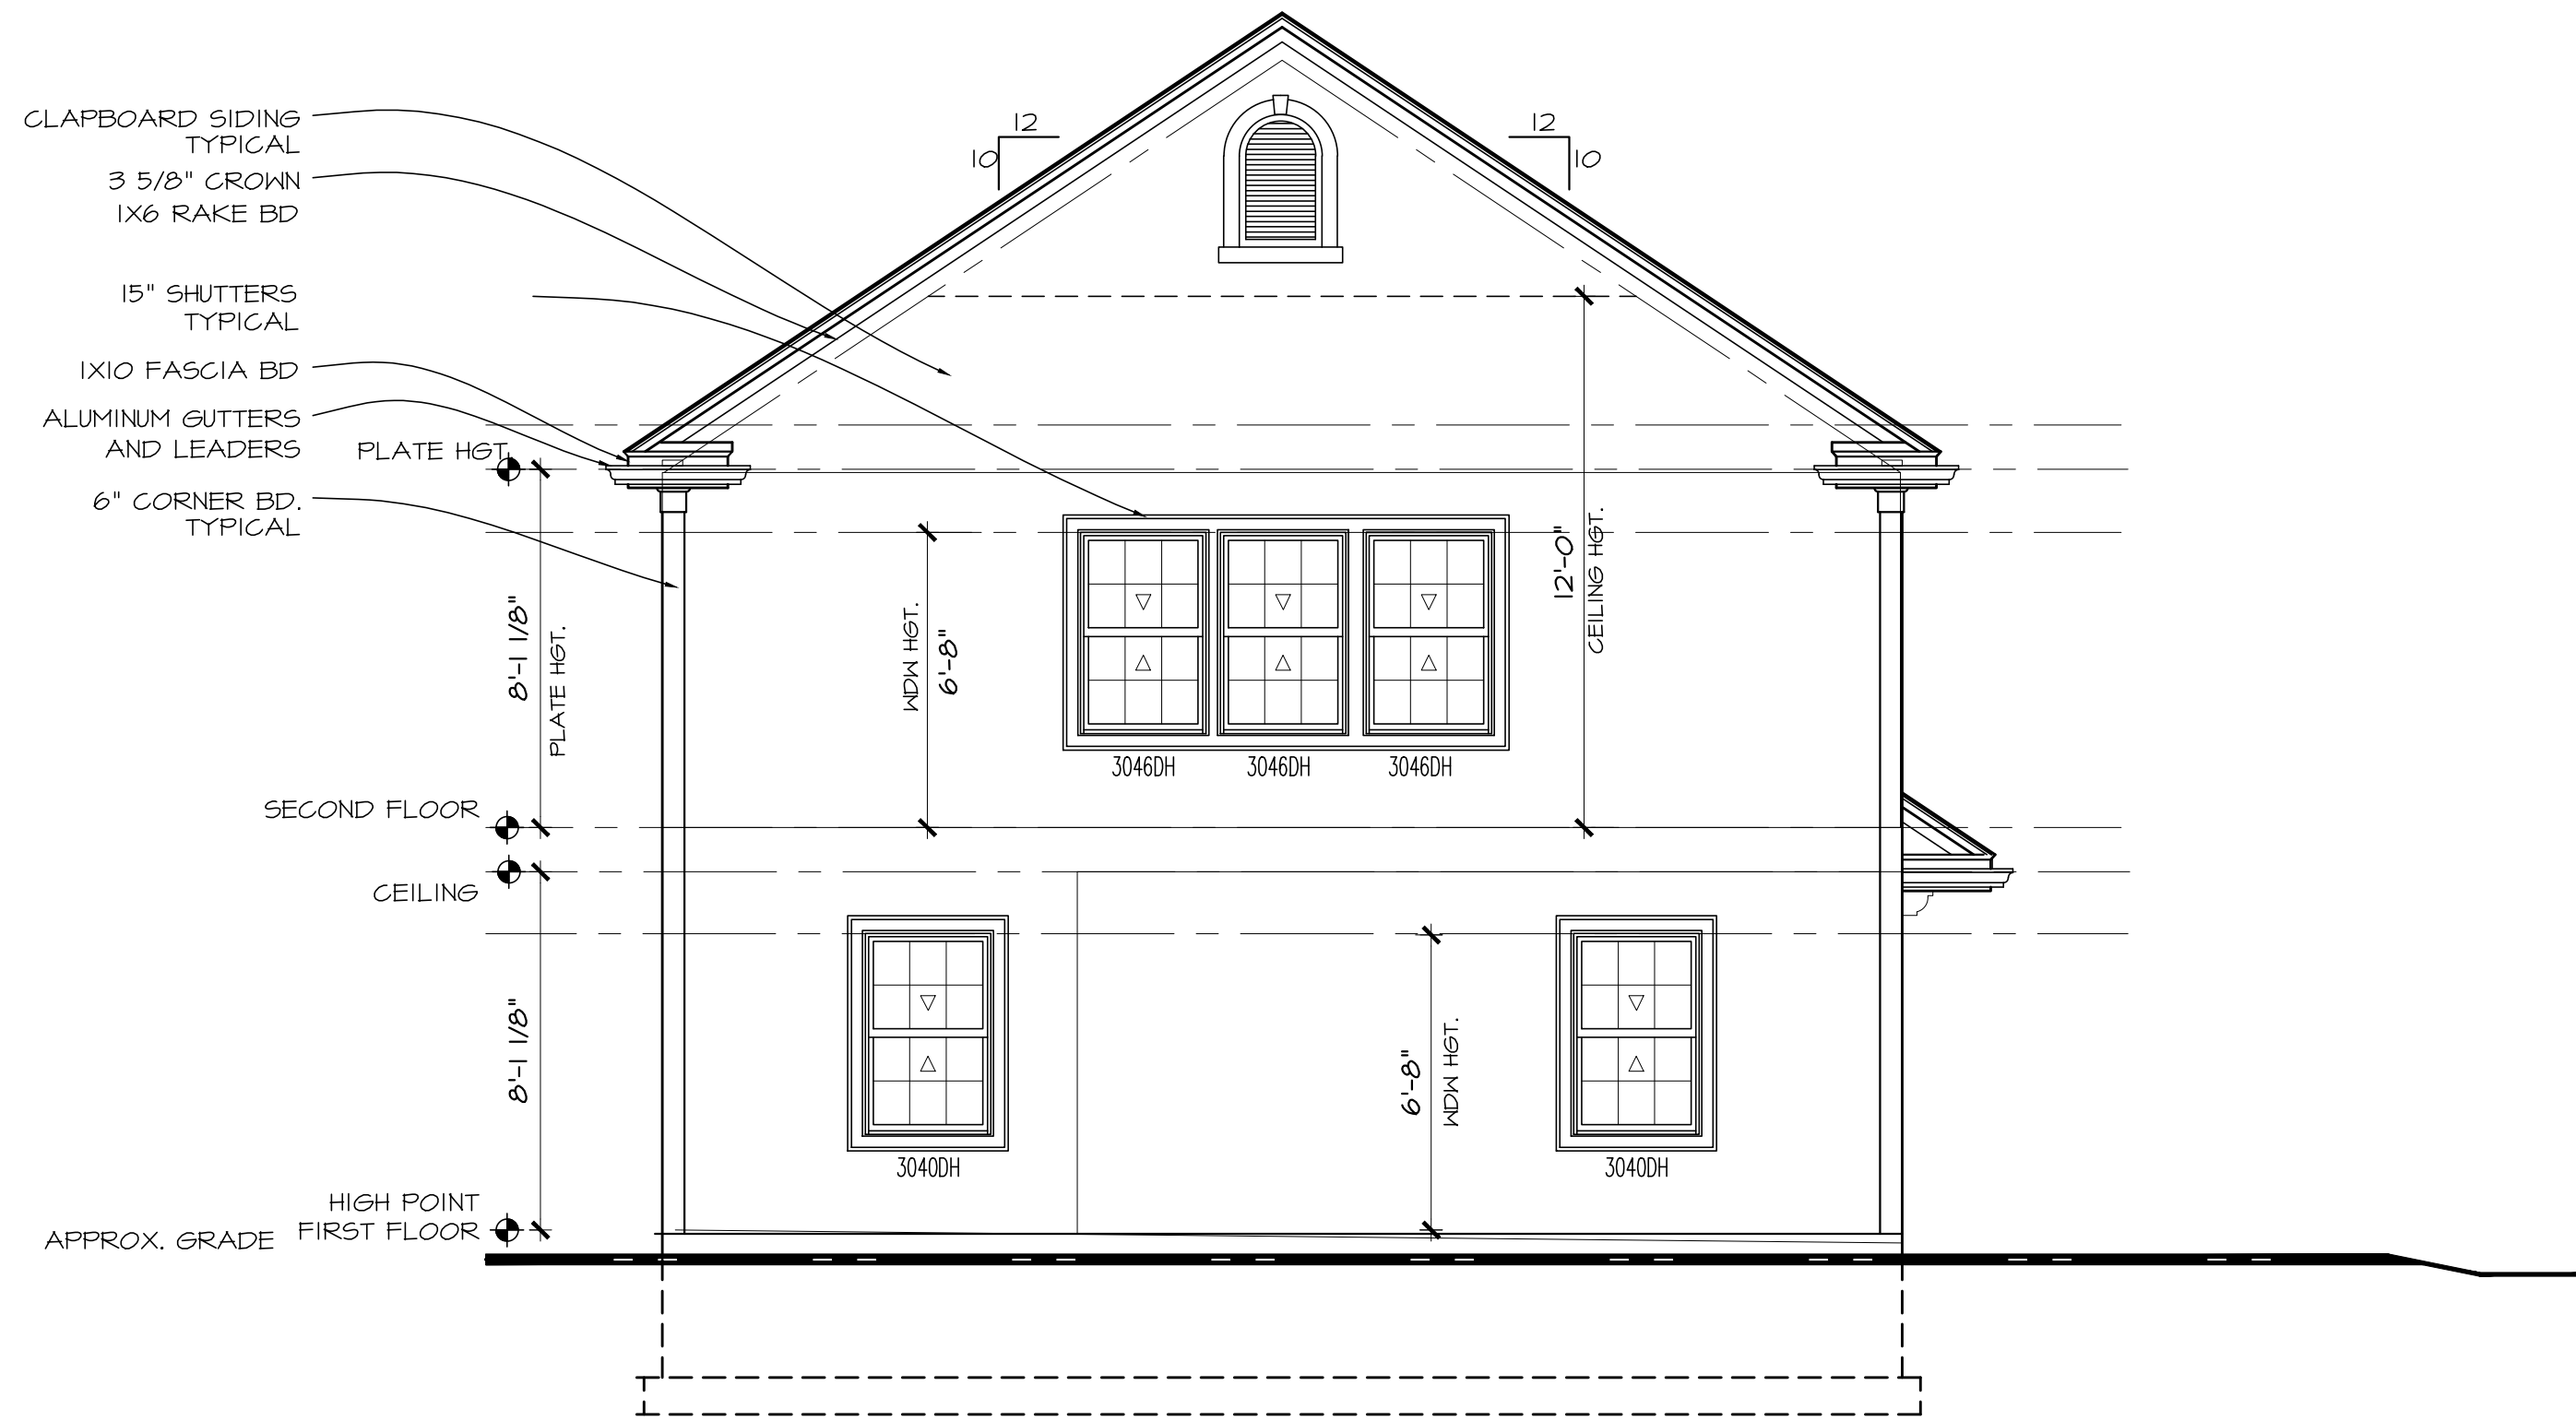 CLAPBOARD SIDING
TYPICAL
3 5/8" CROWN
1X6 RAKE BD
15" SHUTTERS
TYPICAL
1X10 FASCIA BD
ALUMINUM GUTTERS
AND LEADERS
PLATE HGT.
6" CORNER BD.
TYPICAL
12
10
12
10
8'-1 1/8"
PLATE HGT.
WDW HGT.
6'-8"
12'-0"
CEILING HGT.
3046DH
3046DH
3046DH
SECOND FLOOR
CEILING
8'-1 1/8"
6'-8"
WDW HGT.
3040DH
3040DH
HIGH POINT
FIRST FLOOR
APPROX. GRADE